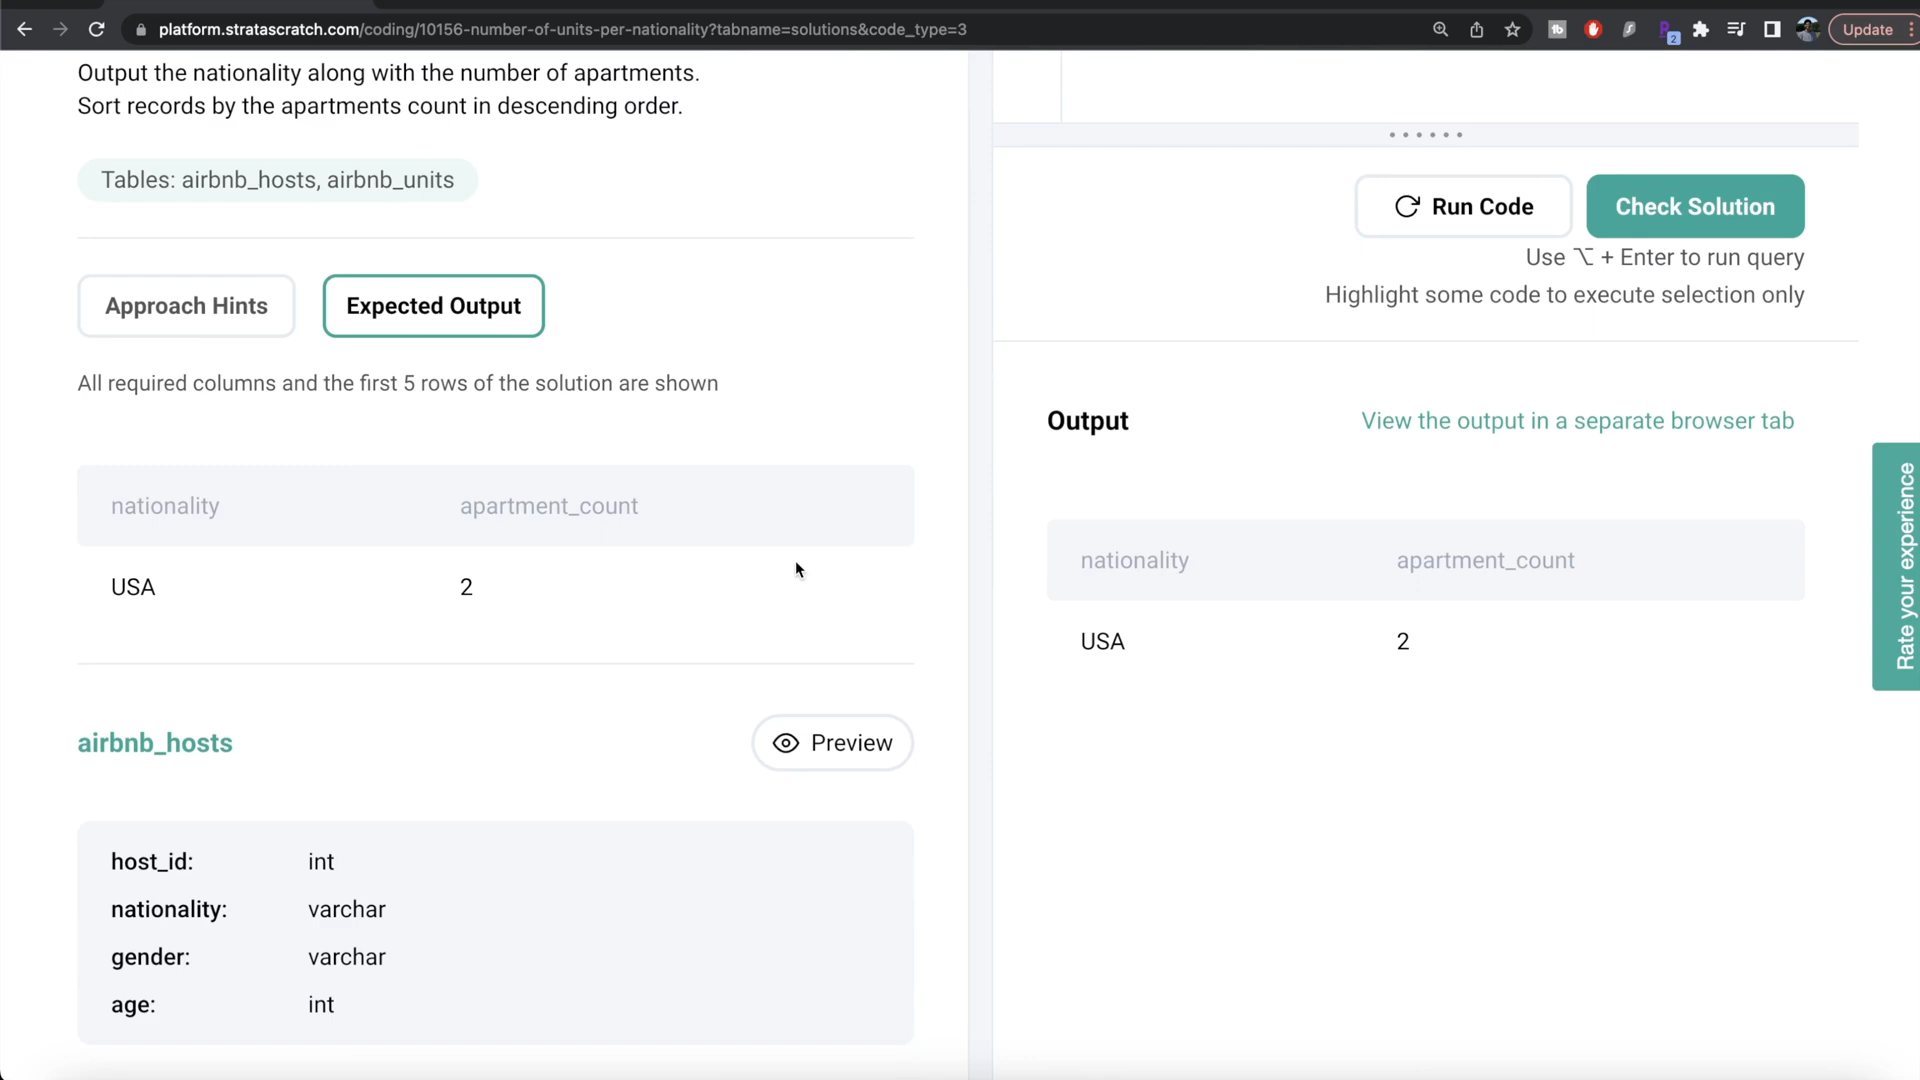 platform.stratascratch.com/coding/10156-number-of-units-per-nationality?tabname=solutions&code_type=3
2
Update
Output the nationality along with the number of apartments.
Sort records by the apartments count in descending order.
Tables: airbnb_hosts, airbnb_units
Approach Hints
Expected Output
All required columns and the first 5 rows of the solution are shown
nationality apartment_count
USA 2
airbnb_hosts
Preview
host_id: int
nationality: varchar
gender: varchar
age: int
Run Code
Check Solution
Use ⌥ + Enter to run query
Highlight some code to execute selection only
Output
View the output in a separate browser tab
nationality apartment_count
USA 2
Rate your experience